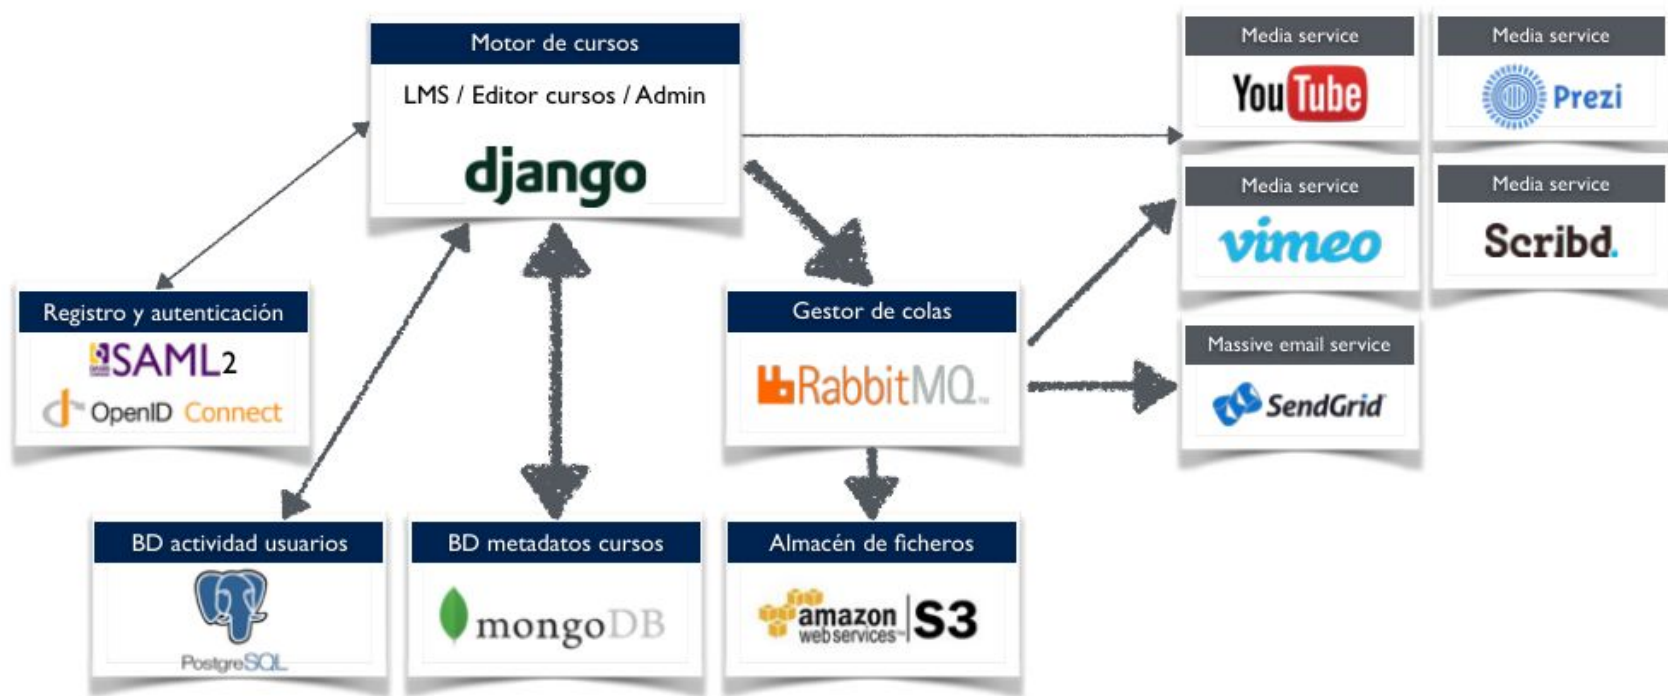 Motor de cursos
LMS / Editor cursos / Admin
django
Media service
YouTube
Media service
Prezi
Media service
vimeo
Media service
Scribd.
Registro y autenticación
SAML2
OpenID Connect
Gestor de colas
RabbitMQ
Massive email service
SendGrid
BD actividad usuarios
PostgreSQL
BD metadatos cursos
mongoDB
Almacén de ficheros
amazon
webservices
S3